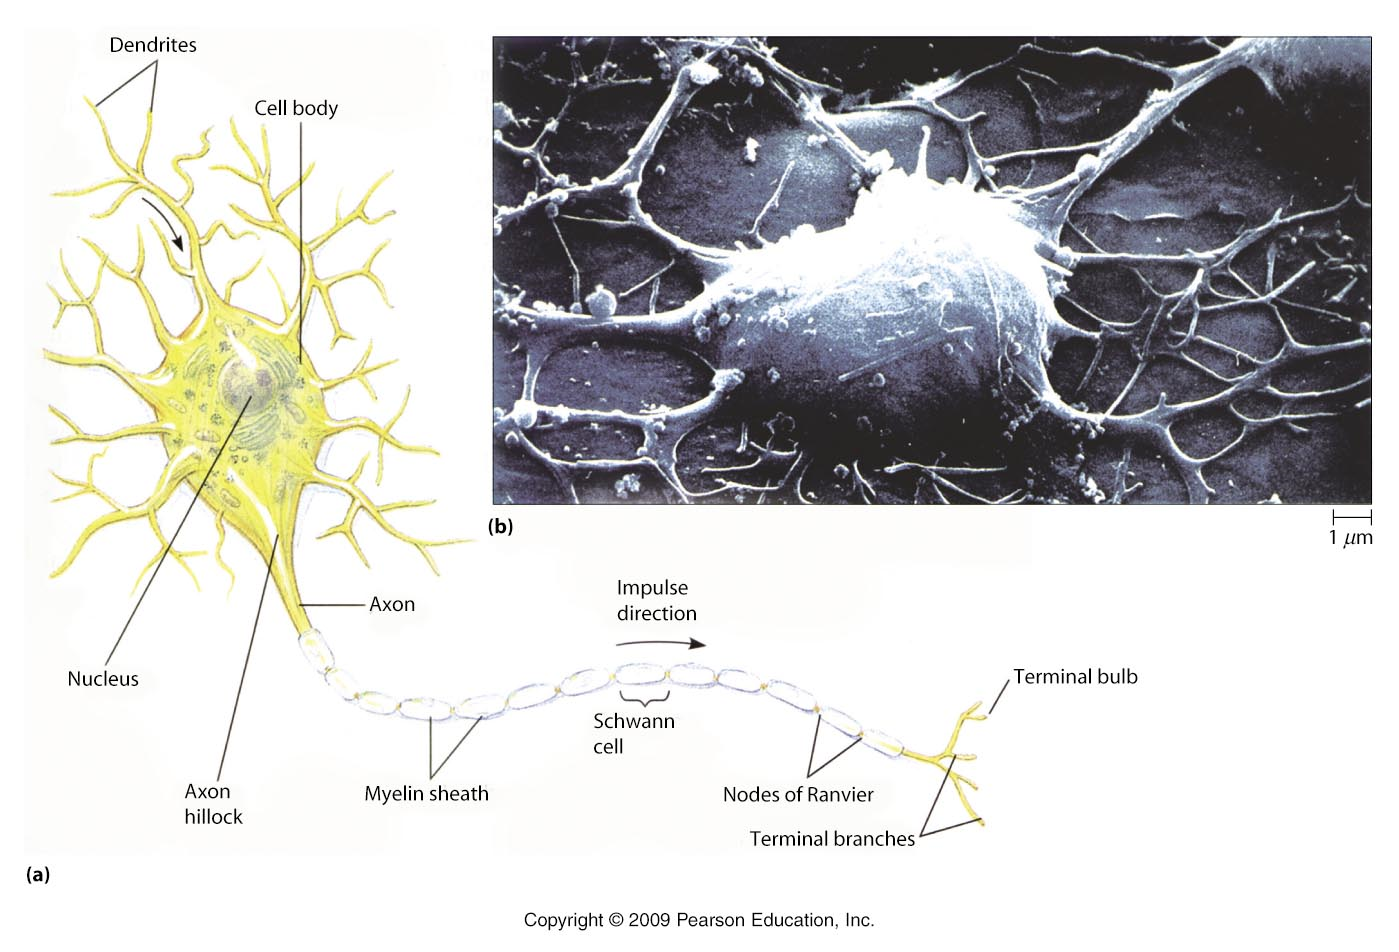 Dendrites
Cell body
(b)
1 μm
Axon
Impulse
direction
Nucleus
Terminal bulb
Schwann
cell
Axon
hillock
Myelin sheath
Nodes of Ranvier
Terminal branches
(a)
Copyright © 2009 Pearson Education, Inc.